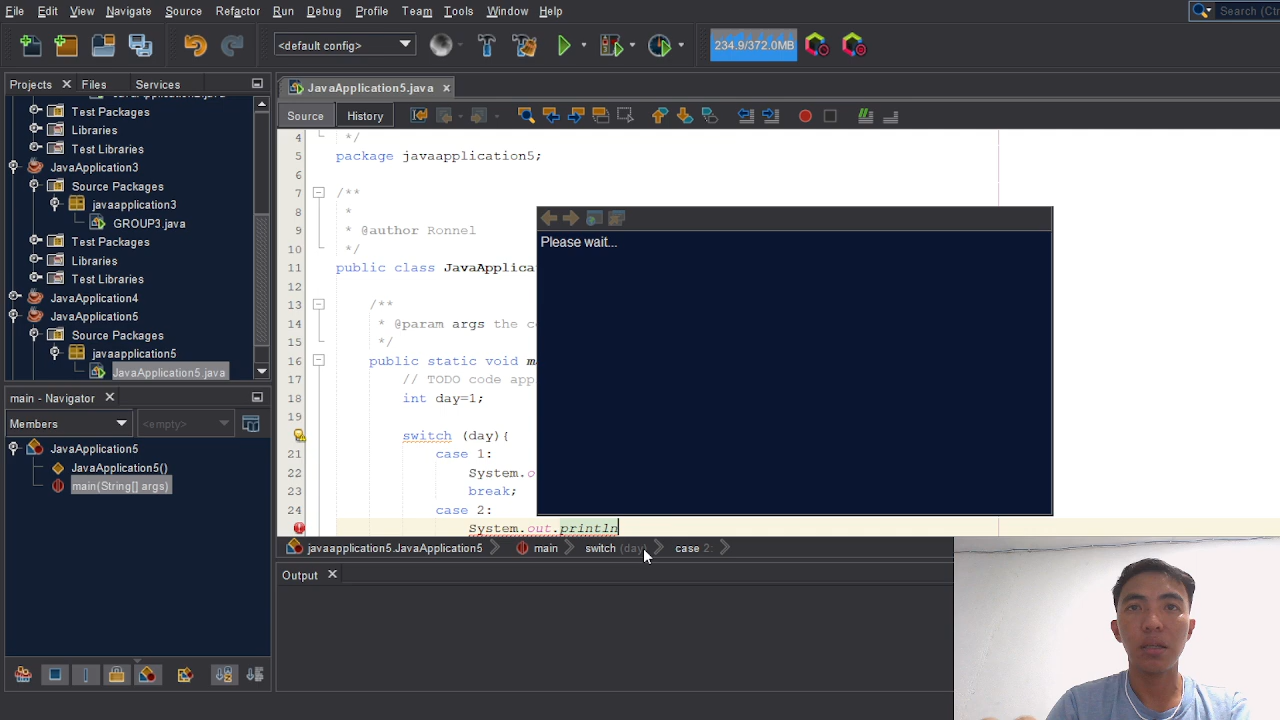 File Edit View Navigate Source Refactor Run Debug Profile Team Tools Window Help
Search (Ctr
<default config>
234.9/372.0MB
Projects Files Services
JavaApplication5.java
Source History
Test Packages
Libraries
Test Libraries
JavaApplication3
Source Packages
javaapplication3
GROUP3.java
Test Packages
Libraries
Test Libraries
JavaApplication4
JavaApplication5
Source Packages
javaapplication5
JavaApplication5.java
main - Navigator
Members
<empty>
JavaApplication5
JavaApplication5()
main(String[] args)
4 */
5 package javaapplication5;
6
7 /**
8 *
9 * @author Ronnel
10 */
11 public class JavaApplica
12
13 /**
14 * @param args the c
15 */
16 public static void m
17 // TODO code app
18 int day=1;
19
switch (day){
21 case 1:
22 System.o
23 break;
24 case 2:
System.out.println
Please wait...
javaapplication5.JavaApplication5 main switch (day) case 2:
Output